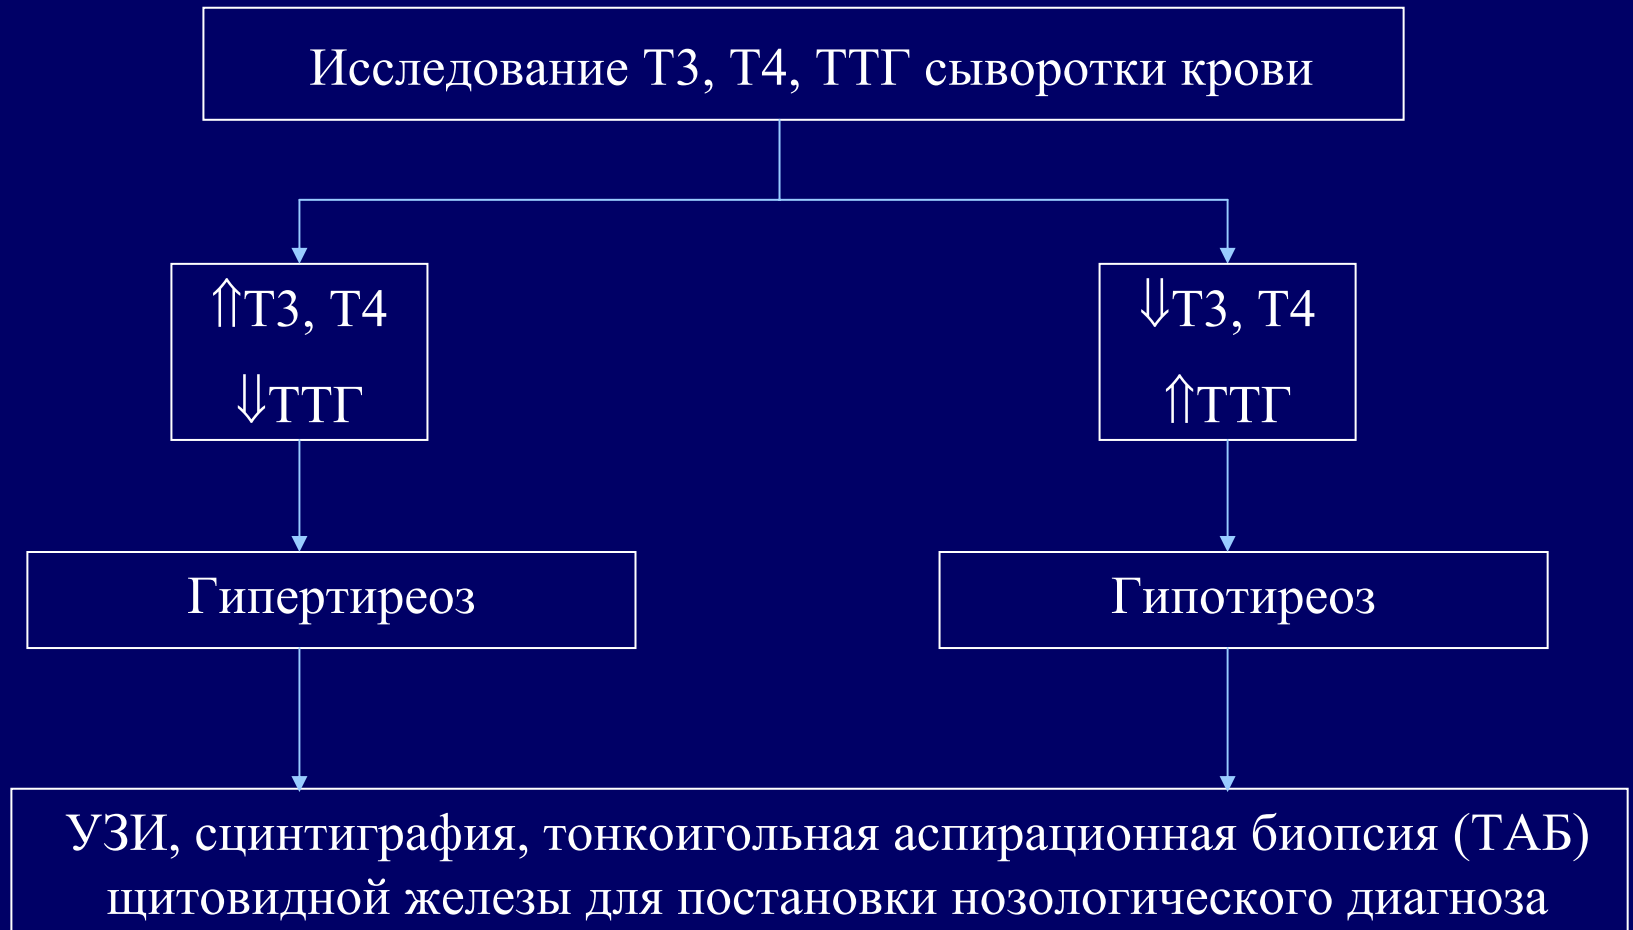 Исследование Т3, Т4, ТТГ сыворотки крови
⇑Т3, Т4
⇓ТТГ
⇓Т3, Т4
⇑ТТГ
Гипертиреоз
Гипотиреоз
УЗИ, сцинтиграфия, тонкоигольная аспирационная биопсия (ТАБ)
щитовидной железы для постановки нозологического диагноза